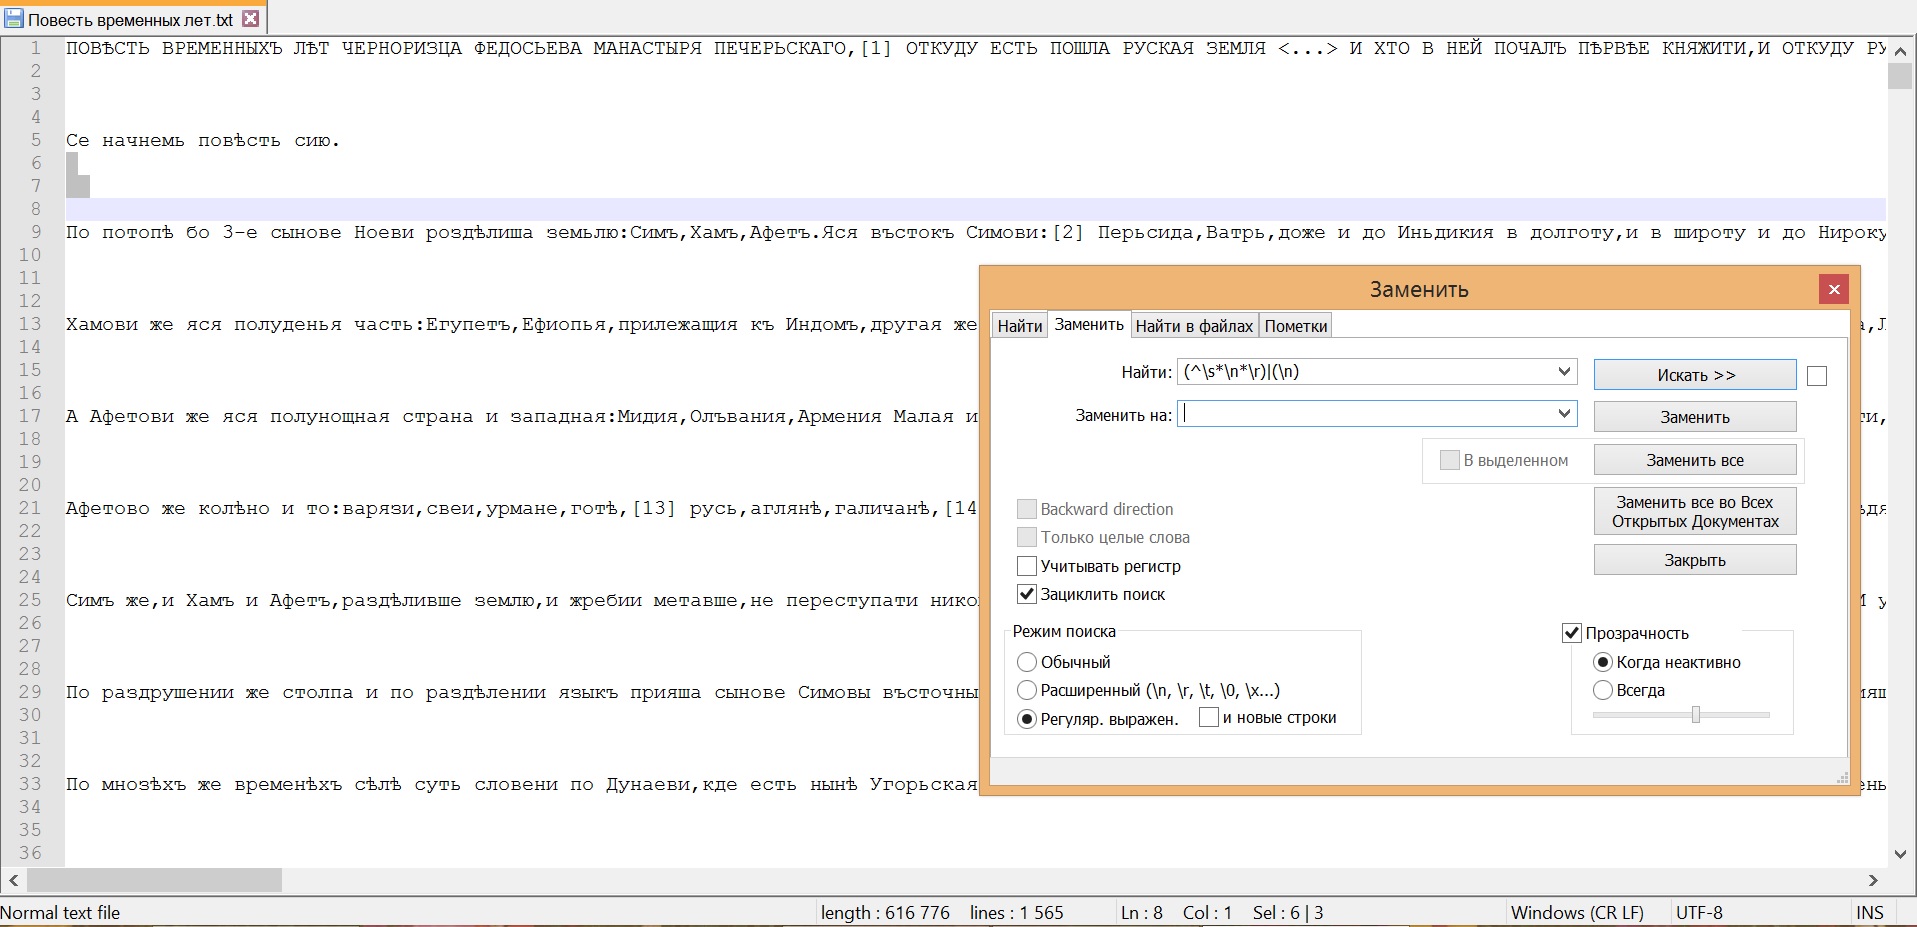 Повесть временных лет.txt
1 ПОВѢСТЬ ВРЕМЕННЫХЪ ЛѢТ ЧЕРНОРИЗЦА ФЕДОСЬЕВА МАНАСТЫРЯ ПЕЧЕРЬСКАГО,[1] ОТКУДУ ЕСТЬ ПОШЛА РУСКАЯ ЗЕМЛЯ <...> И ХТО В НЕЙ ПОЧАЛЪ ПѢРВѢЕ КНЯЖИТИ,И ОТКУДУ РУ
2
3
4
5 Се начнемь повѣсть сию.
6
7
8
9 По потопѣ бо 3-е сынове Ноеви роздѣлиша земьлю:Симъ,Хамъ,Афетъ.Яся въстокъ Симови:[2] Перьсида,Ватрь,доже и до Иньдикия в долготу,и в широту и до Нироку
10
11
12
13 Хамови же яся полуденья часть:Егупетъ,Ефиопья,прилежащия къ Индомъ,другая же а,Л
14
15
16
17 А Афетови же яся полунощная страна и западная:Мидия,Олъвания,Армения Малая и ти,
18
19
20
21 Афетово же колѣно и то:варязи,свеи,урмане,готѣ,[13] русь,аглянѣ,галичанѣ,[14 ьдя
22
23
24
25 Симъ же,и Хамъ и Афетъ,раздѣливше землю,и жребии метавше,не переступати нико И у
26
27
28
29 По раздрушении же столпа и по раздѣлении языкъ прияша сынове Симовы въсточны ияш
30
31
32
33 По мнозѣхъ же временѣхъ сѣлѣ суть словени по Дунаеви,кде есть нынѣ Угорьская ень
34
35
36
Заменить
Найти Заменить Найти в файлах Пометки
Найти: (^\s*\n*\r)|(\n) Искать >>
Заменить на: Заменить
В выделенном Заменить все
Заменить все во Всех
Открытых Документах
Закрыть
Backward direction
Только целые слова
Учитывать регистр
Зациклить поиск
Режим поиска
Обычный
Расширенный (\n, \r, \t, \0, \x...)
Регуляр. выражен. и новые строки
Прозрачность
Когда неактивно
Всегда
Normal text file length : 616 776 lines : 1 565 Ln : 8 Col : 1 Sel : 6 | 3 Windows (CR LF) UTF-8 INS